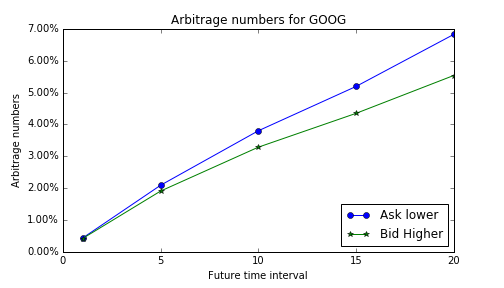 Arbitrage numbers for GOOG
7.00%
6.00%
5.00%
4.00%
3.00%
2.00%
1.00%
0.00%
Arbitrage numbers
Ask lower
Bid Higher
0 5 10 15 20
Future time interval